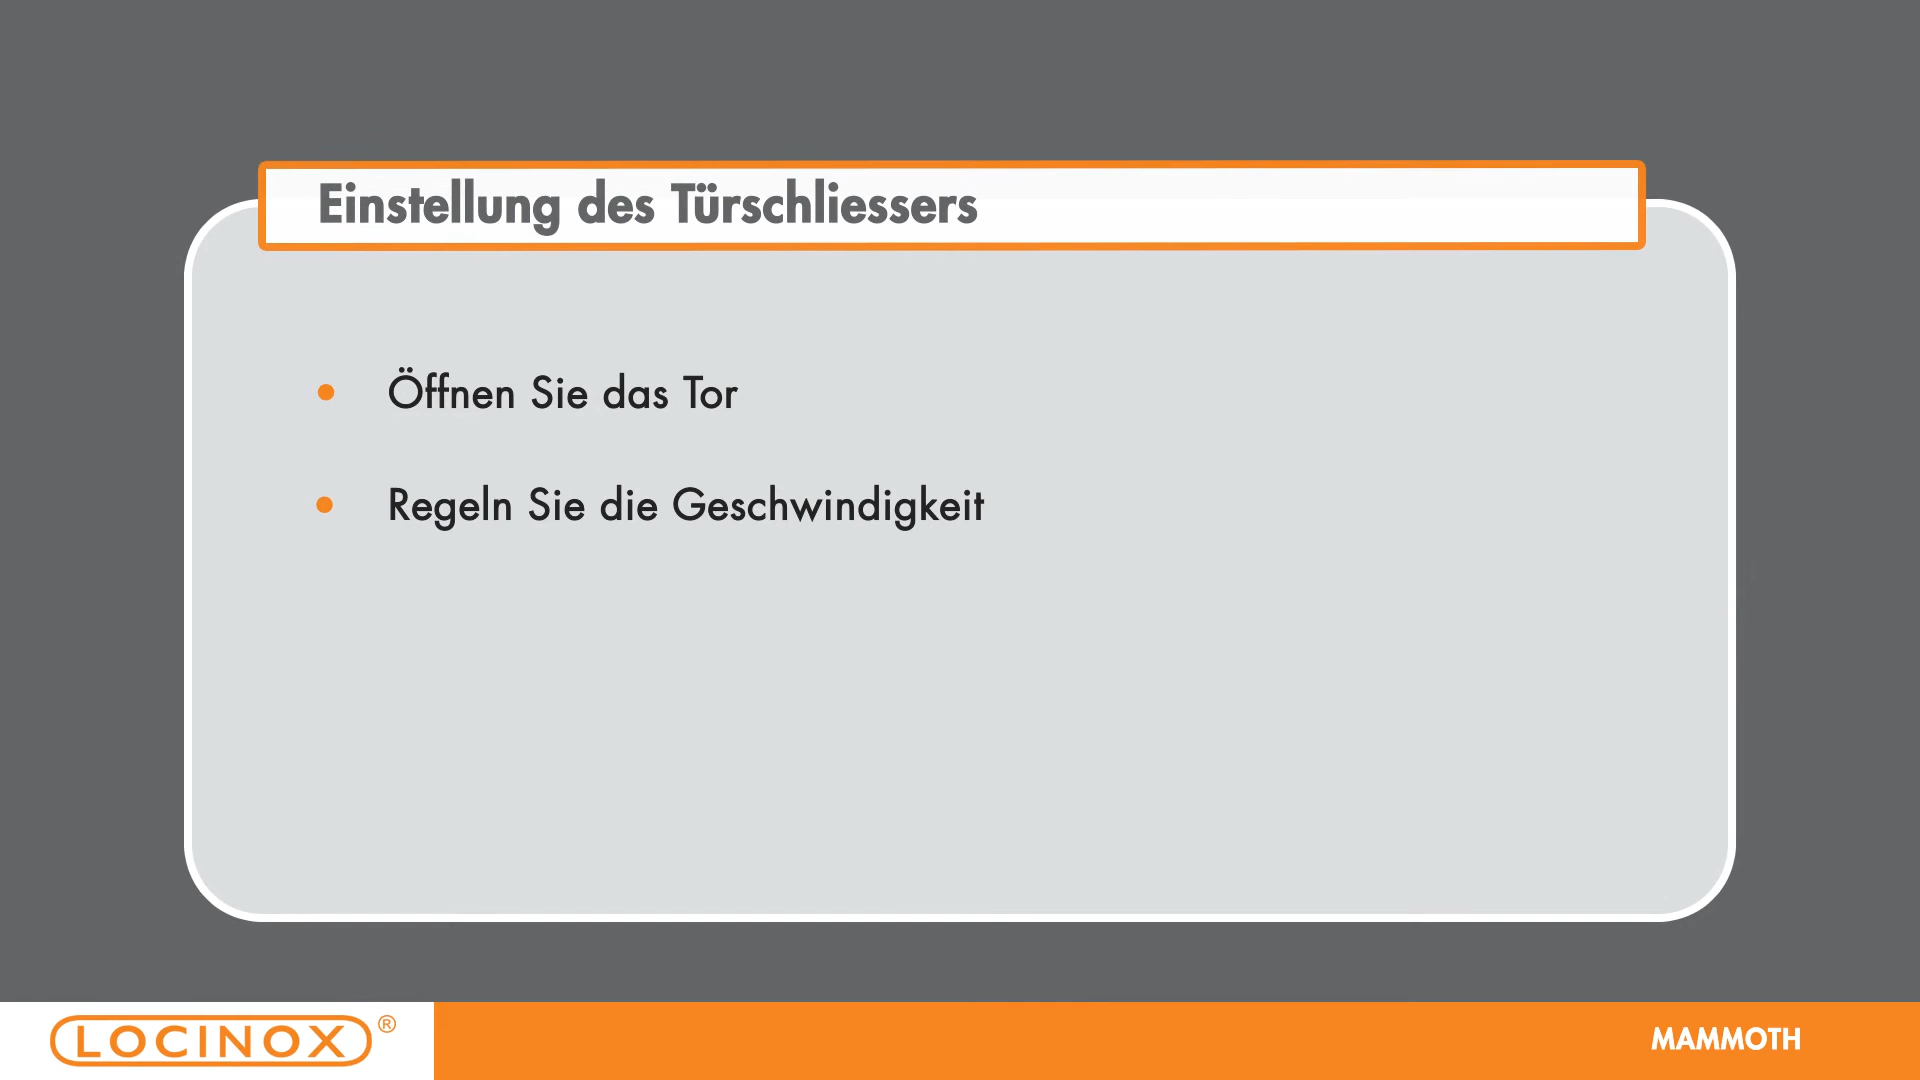 Einstellung des Türschliessers
• Öffnen Sie das Tor
• Regeln Sie die Geschwindigkeit
LOCINOX®
MAMMOTH